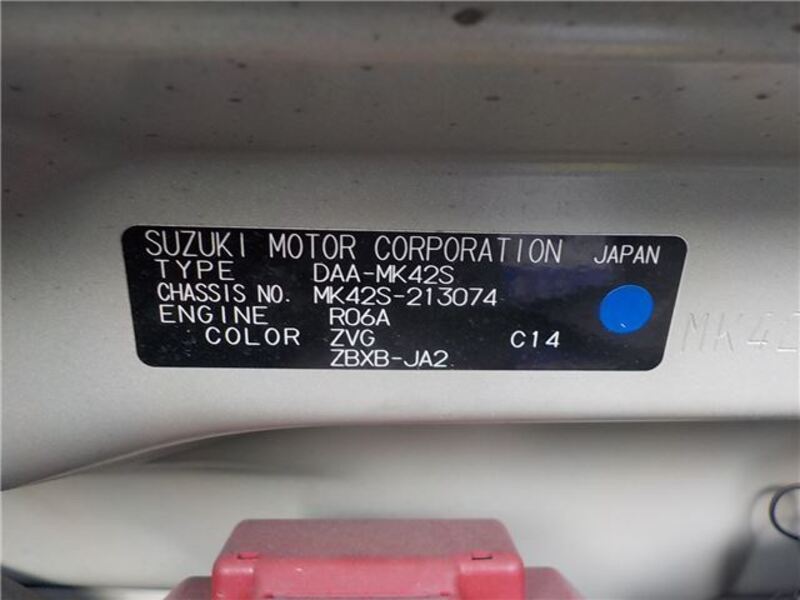 SUZUKI MOTOR CORPORATION JAPAN
TYPE DAA-MK42S
CHASSIS NO. MK42S-213074
ENGINE R06A
COLOR ZVG C14
ZBXB-JA2
MK42